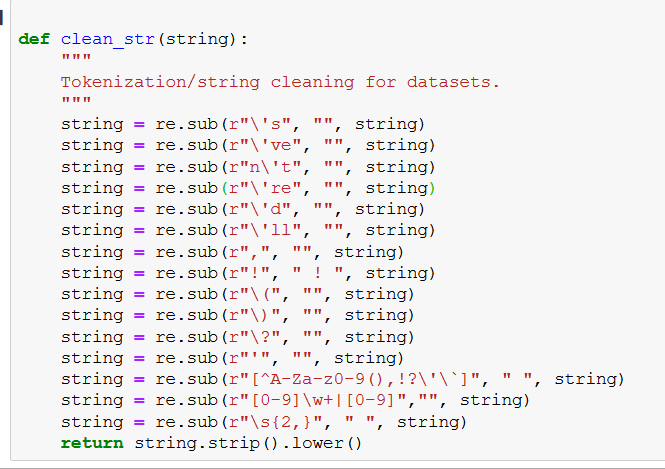 def clean_str(string):
    """
    Tokenization/string cleaning for datasets.
    """
    string = re.sub(r"\'s", "", string)
    string = re.sub(r"\'ve", "", string)
    string = re.sub(r"n\'t", "", string)
    string = re.sub(r"\'re", "", string)
    string = re.sub(r"\'d", "", string)
    string = re.sub(r"\'ll", "", string)
    string = re.sub(r",", "", string)
    string = re.sub(r"!", " ! ", string)
    string = re.sub(r"\(", "", string)
    string = re.sub(r"\)", "", string)
    string = re.sub(r"\?", "", string)
    string = re.sub(r"'", "", string)
    string = re.sub(r"[^A-Za-z0-9(),!?\'\`]", " ", string)
    string = re.sub(r"[0-9]\w+|[0-9]","", string)
    string = re.sub(r"\s{2,}", " ", string)
    return string.strip().lower()